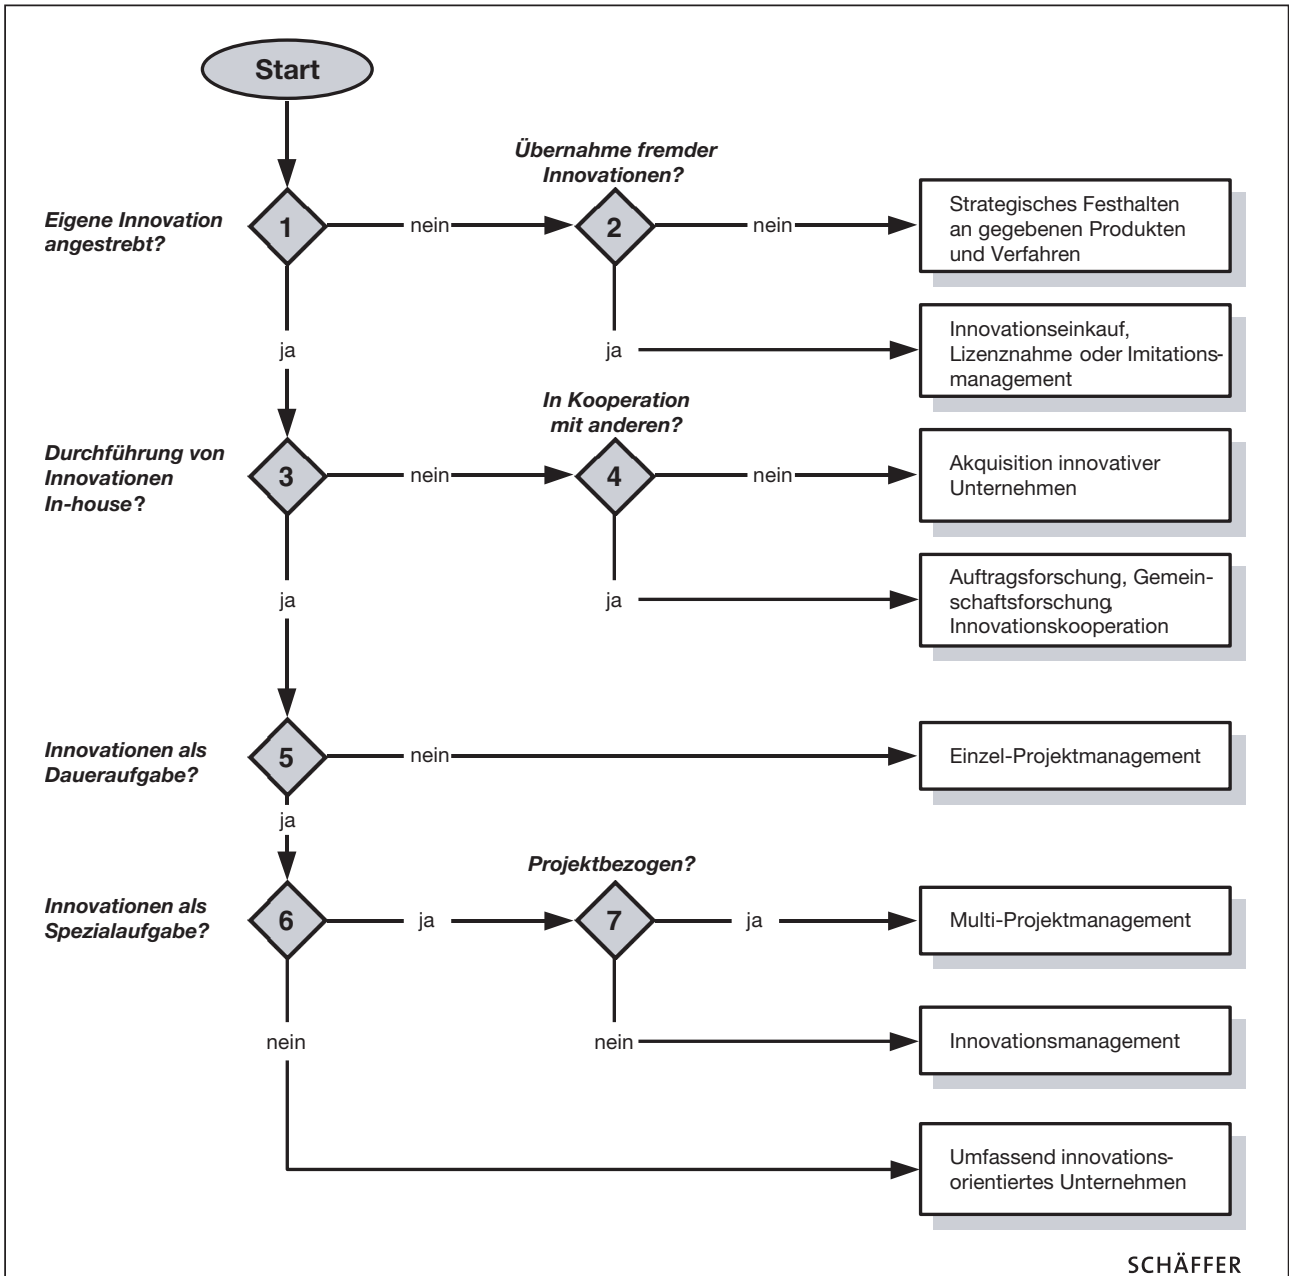 Start
Übernahme fremder
Innovationen?
Eigene Innovation
angestrebt?
1
nein
2
nein
Strategisches Festhalten
an gegebenen Produkten
und Verfahren
ja
ja
Innovationseinkauf,
Lizenznahme oder Imitations-
management
In Kooperation
mit anderen?
Durchführung von
Innovationen
In-house?
3
nein
4
nein
Akquisition innovativer
Unternehmen
ja
ja
Auftragsforschung, Gemein-
schaftsforschung,
Innovationskooperation
Innovationen als
Daueraufgabe?
5
nein
Einzel-Projektmanagement
ja
Projektbezogen?
Innovationen als
Spezialaufgabe?
6
ja
7
ja
Multi-Projektmanagement
nein
nein
Innovationsmanagement
Umfassend innovations-
orientiertes Unternehmen
SCHÄFFER